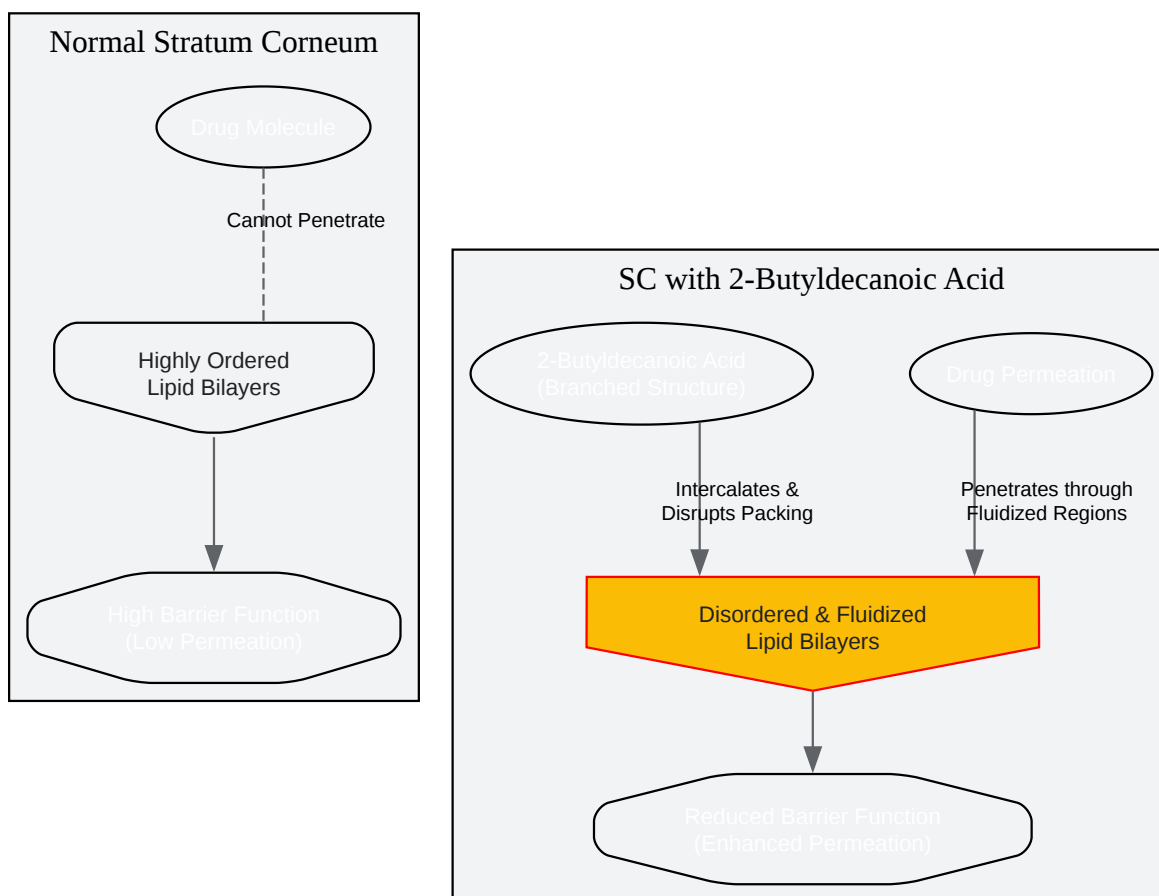 Normal Stratum Corneum
Drug Molecule
Cannot Penetrate
Highly Ordered
Lipid Bilayers
High Barrier Function
(Low Permeation)
SC with 2-Butyldecanoic Acid
2-Butyldecanoic Acid
(Branched Structure)
Drug Permeation
Intercalates &
Disrupts Packing
Penetrates through
Fluidized Regions
Disordered & Fluidized
Lipid Bilayers
Reduced Barrier Function
(Enhanced Permeation)